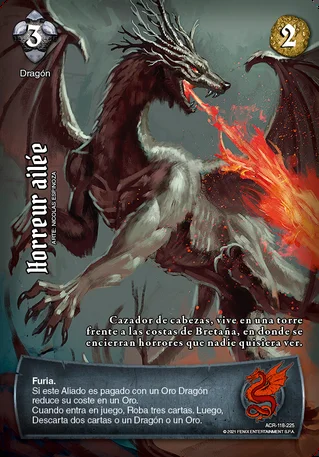 3
2
Dragón
Horreur ailée
ARTE: NICOLÁS ESPINOZA
Cazador de cabezas, vive en una torre
frente a las costas de Bretaña, en donde se
encierran horrores que nadie quisiera ver.
Furia.
Si este Aliado es pagado con un Oro Dragón
reduce su coste en un Oro.
Cuando entra en juego, Roba tres cartas. Luego,
Descarta dos cartas o un Dragón o un Oro.
ACR-118-225
© 2021 FENIX ENTERTAINMENT S.P.A.